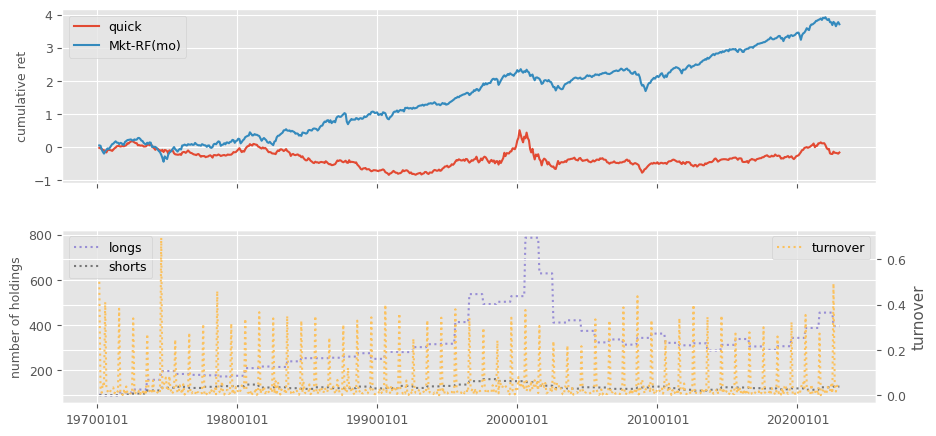 4
3
2
1
0
−1
cumulative ret
quick
Mkt-RF(mo)
800
600
400
200
number of holdings
longs
shorts
turnover
0.6
0.4
0.2
0.0
turnover
19700101 19800101 19900101 20000101 20100101 20200101